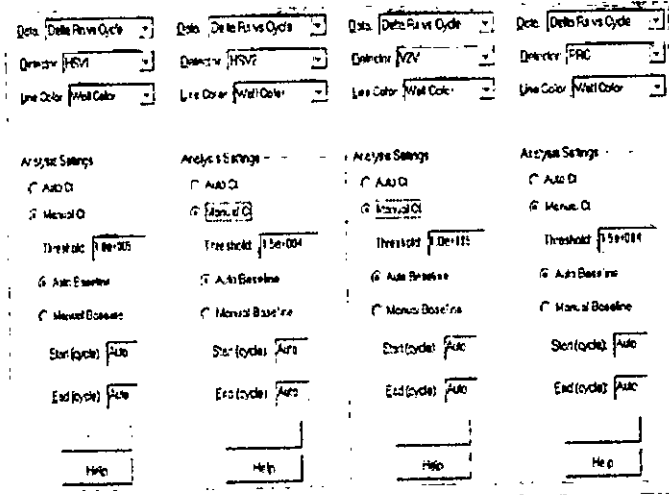 Data: Delta Rn vs Cycle
Detector: HSV1
Line Color: Well Color
Analysis Settings
Auto Ct
Manual Ct
Threshold:
Auto Baseline
Manual Baseline
Start (cycle): Auto
End (cycle): Auto
Help
Data: Delta Rn vs Cycle
Detector: HSV2
Line Color: Well Color
Analysis Settings
Auto Ct
Manual Ct
Threshold: 1.5e+004
Auto Baseline
Manual Baseline
Start (cycle): Auto
End (cycle): Auto
Help
Data: Delta Rn vs Cycle
Detector: VZV
Line Color: Well Color
Analysis Settings
Auto Ct
Manual Ct
Threshold:
Auto Baseline
Manual Baseline
Start (cycle): Auto
End (cycle): Auto
Help
Data: Delta Rn vs Cycle
Detector:
Line Color: Well Color
Analysis Settings
Auto Ct
Manual Ct
Threshold: 1.5e+004
Auto Baseline
Manual Baseline
Start (cycle): Auto
End (cycle): Auto
Help